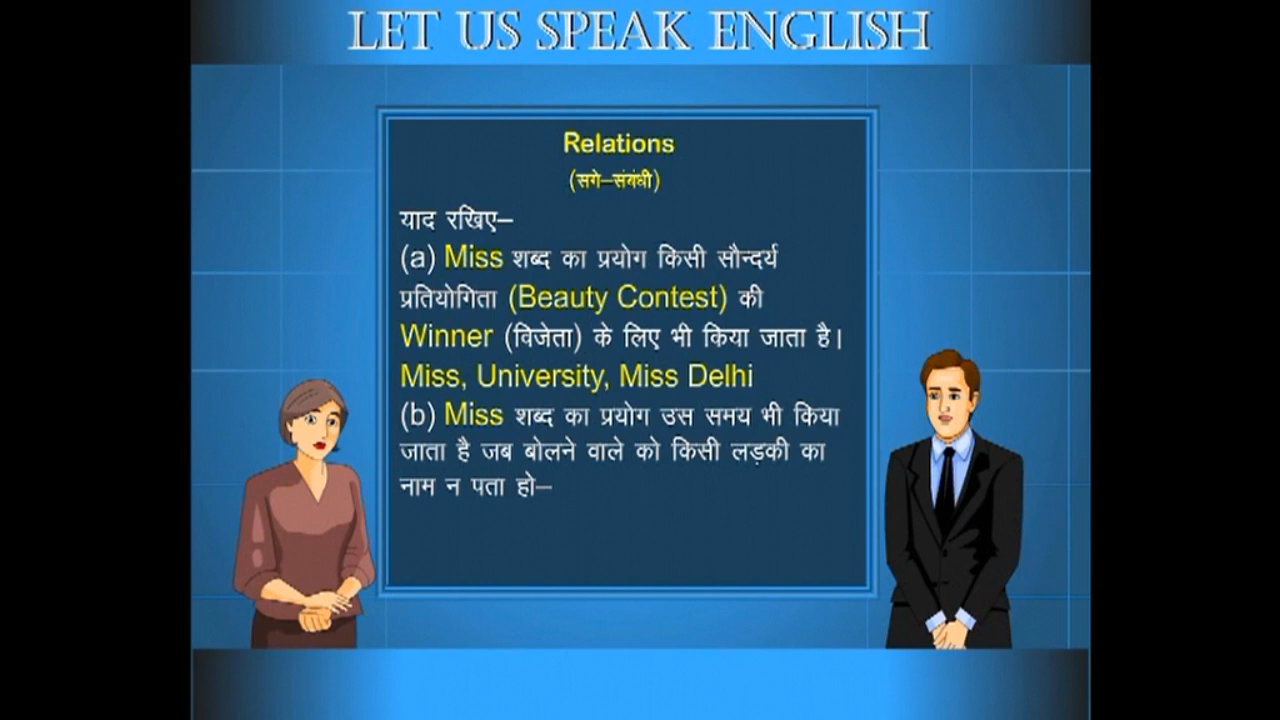 LET US SPEAK ENGLISH
Relations
(सगे–संबंधी)
याद रखिए–
(a) Miss शब्द का प्रयोग किसी सौन्दर्य
प्रतियोगिता (Beauty Contest) की
Winner (विजेता) के लिए भी किया जाता है।
Miss, University, Miss Delhi
(b) Miss शब्द का प्रयोग उस समय भी किया
जाता है जब बोलने वाले को किसी लड़की का
नाम न पता हो–